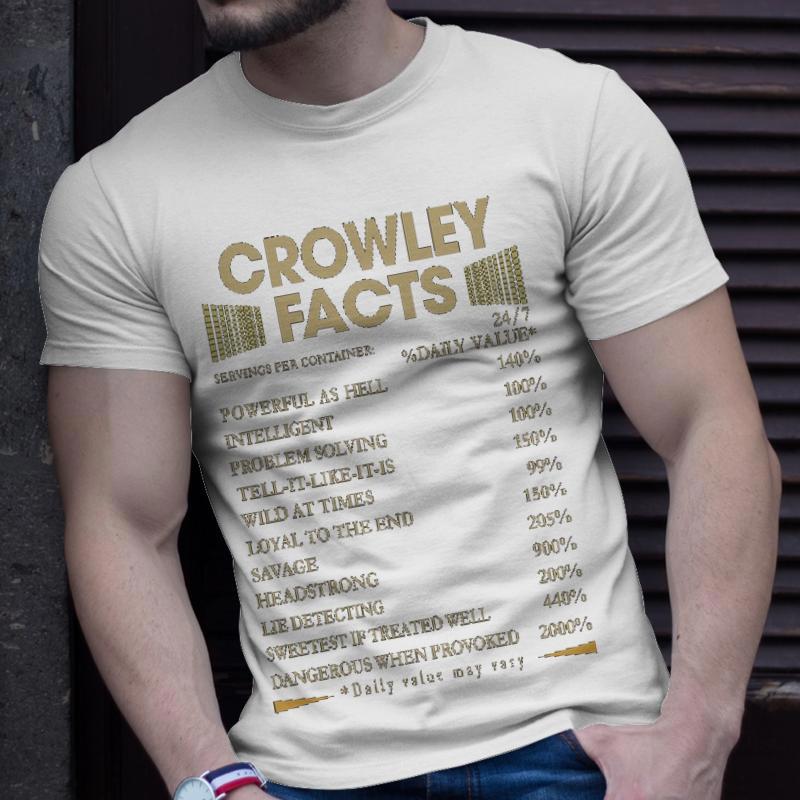 CROWLEY
FACTS
SERVINGS PER CONTAINER: 24/7
%DAILY VALUE*
POWERFUL AS HELL 140%
INTELLIGENT 100%
PROBLEM SOLVING 100%
TELL-IT-LIKE-IT-IS 150%
WILD AT TIMES 99%
LOYAL TO THE END 150%
SAVAGE 205%
HEADSTRONG 900%
LIE DETECTING 200%
SWEETEST IF TREATED WELL 440%
DANGEROUS WHEN PROVOKED 2000%
*Daily value may vary